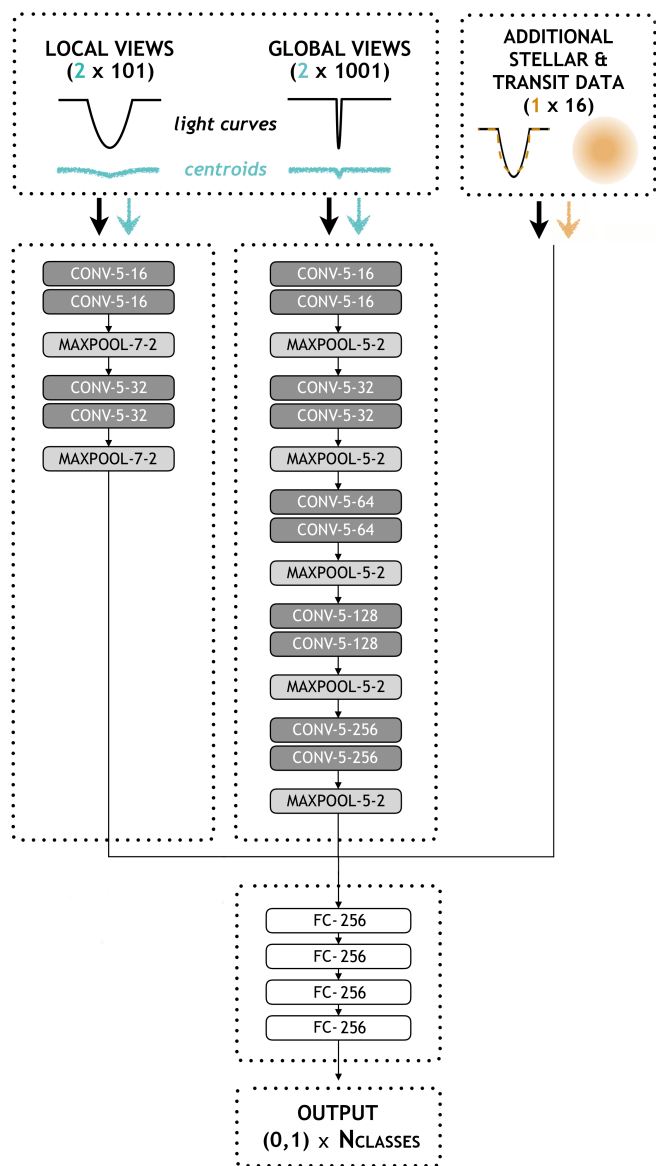 LOCAL VIEWS
(2 x 101)
GLOBAL VIEWS
(2 x 1001)
light curves
centroids
ADDITIONAL
STELLAR &
TRANSIT DATA
(1 x 16)
CONV-5-16
CONV-5-16
MAXPOOL-7-2
CONV-5-32
CONV-5-32
MAXPOOL-7-2
CONV-5-16
CONV-5-16
MAXPOOL-5-2
CONV-5-32
CONV-5-32
MAXPOOL-5-2
CONV-5-64
CONV-5-64
MAXPOOL-5-2
CONV-5-128
CONV-5-128
MAXPOOL-5-2
CONV-5-256
CONV-5-256
MAXPOOL-5-2
FC-256
FC-256
FC-256
FC-256
OUTPUT
(0,1) x NCLASSES